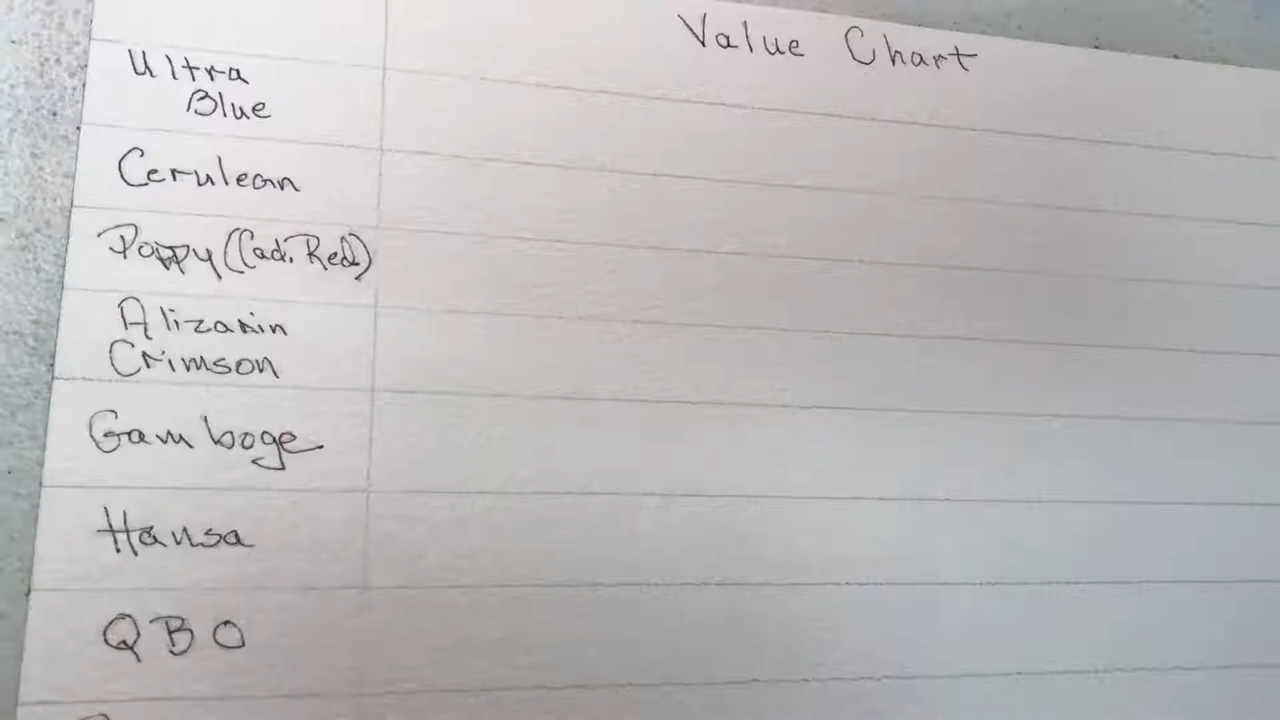 Value Chart
Ultra
Blue
Cerulean
Poppy (Cad. Red)
Alizarin
Crimson
Gamboge
Hansa
QBO